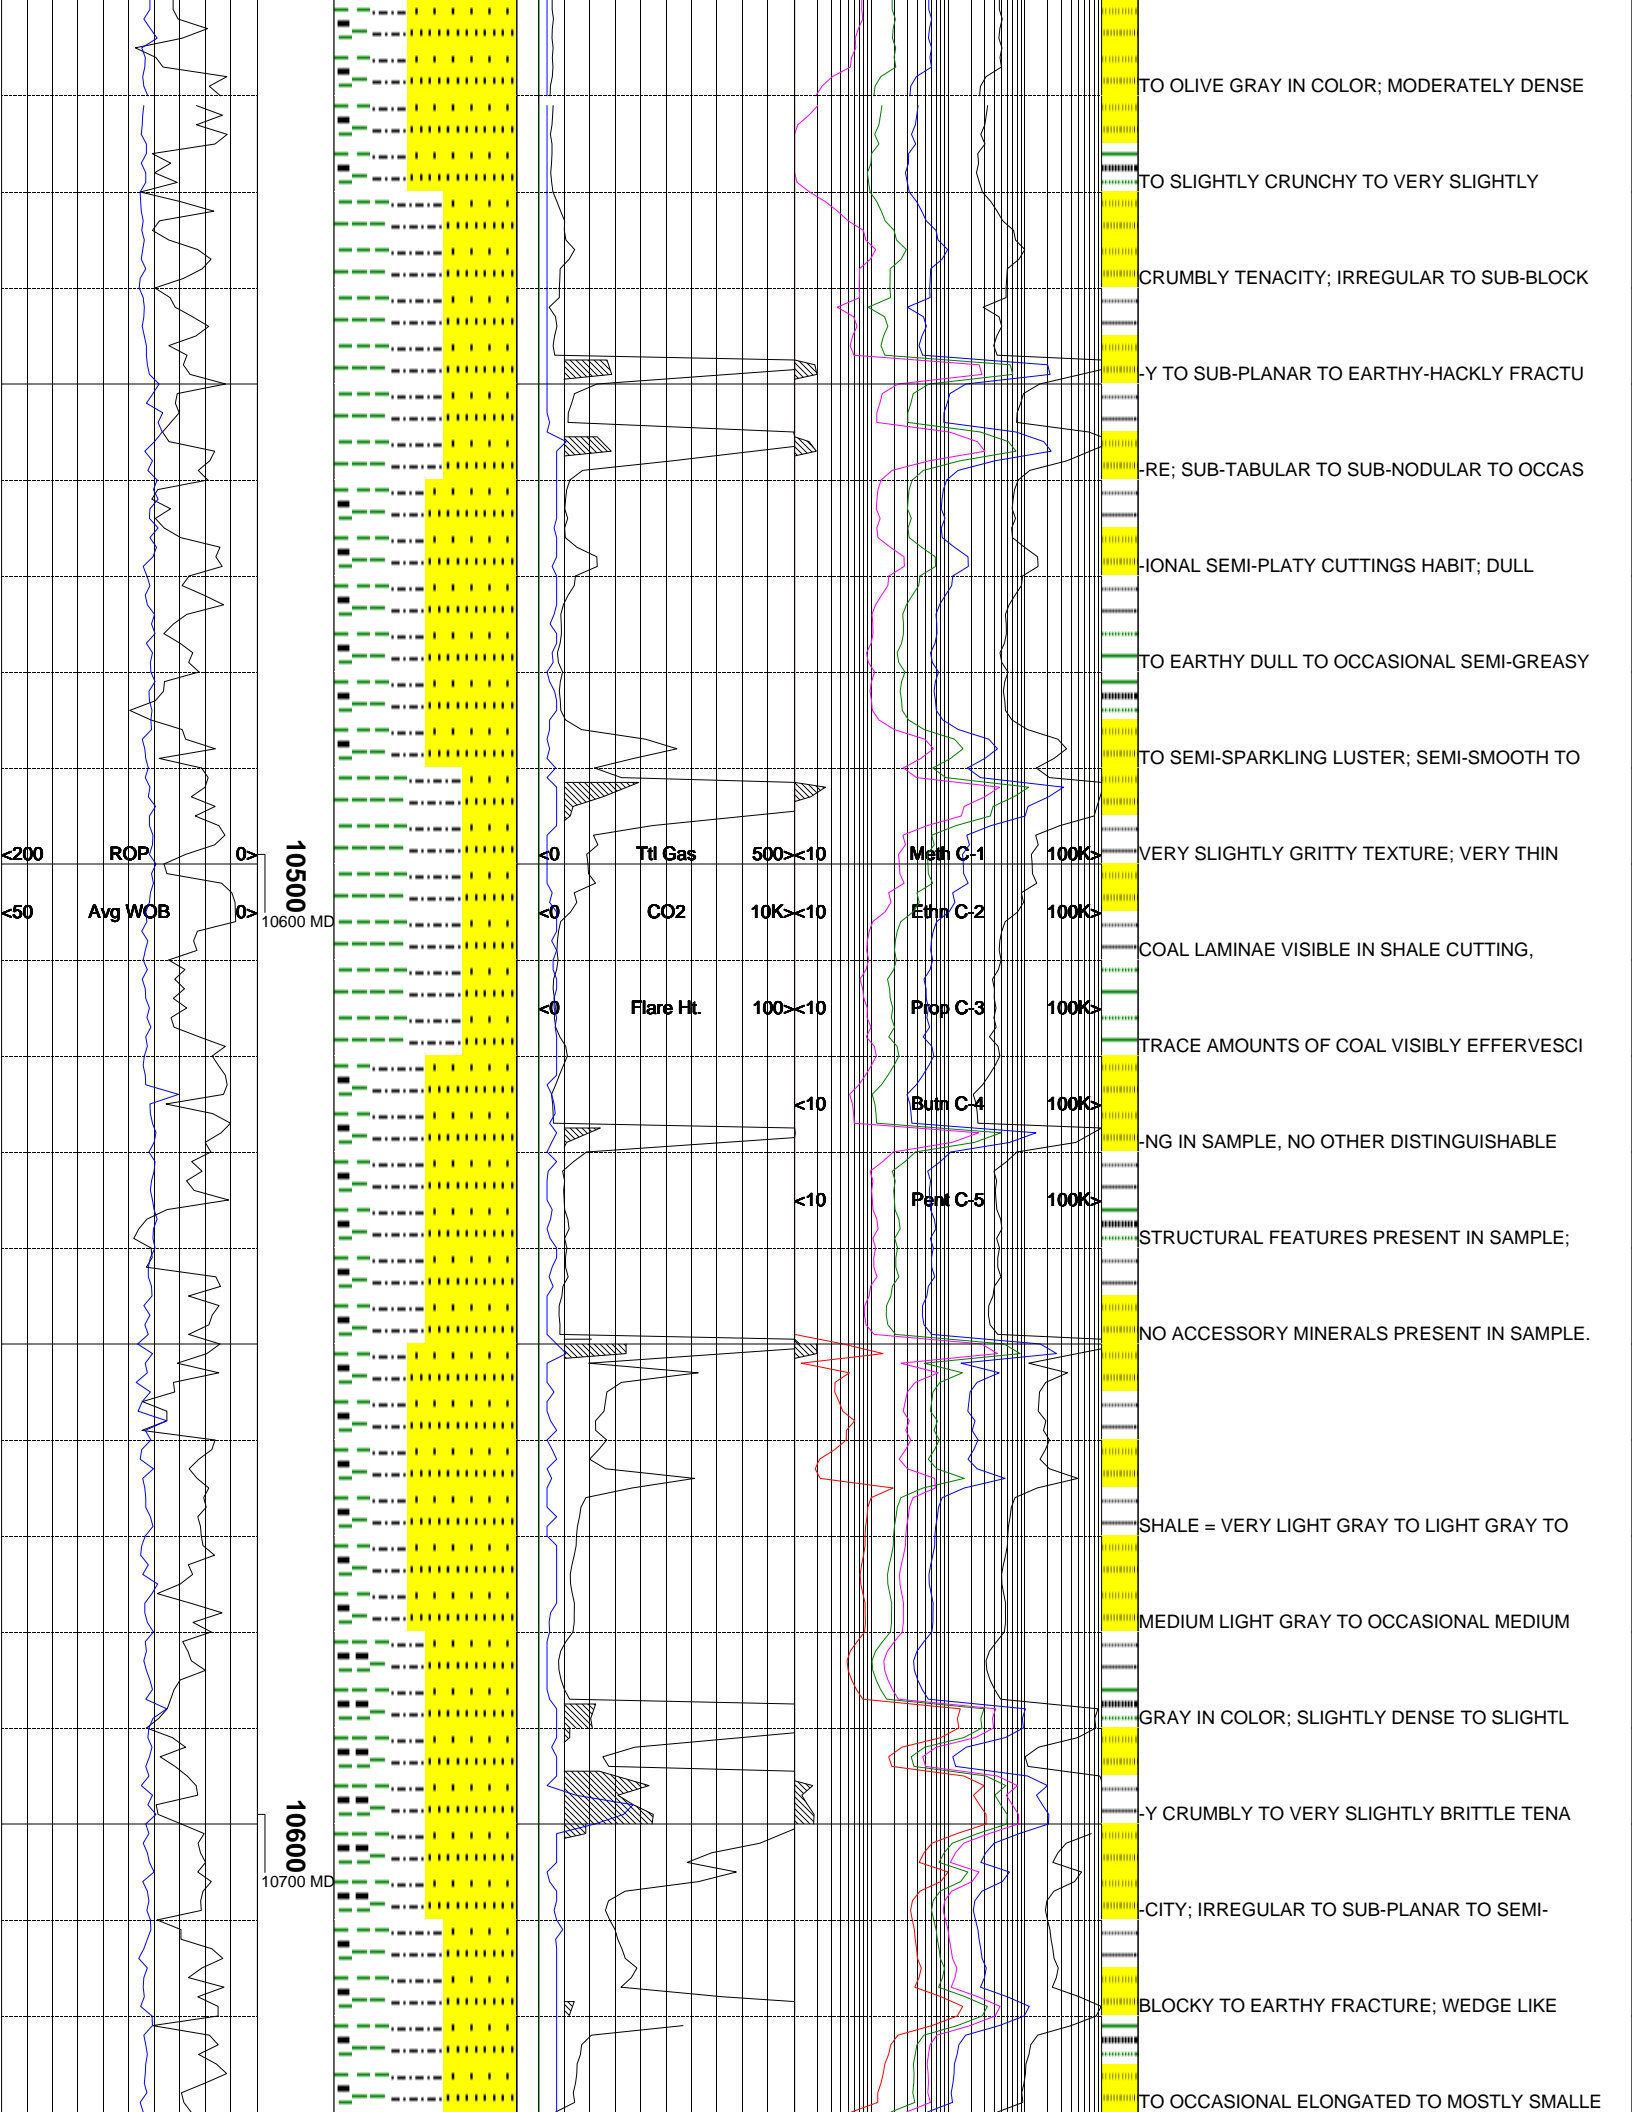 TO OLIVE GRAY IN COLOR; MODERATELY DENSE
TO SLIGHTLY CRUNCHY TO VERY SLIGHTLY
CRUMBLY TENACITY; IRREGULAR TO SUB-BLOCK
-Y TO SUB-PLANAR TO EARTHY-HACKLY FRACTU
-RE; SUB-TABULAR TO SUB-NODULAR TO OCCAS
-IONAL SEMI-PLATY CUTTINGS HABIT; DULL
TO EARTHY DULL TO OCCASIONAL SEMI-GREASY
TO SEMI-SPARKLING LUSTER; SEMI-SMOOTH TO
<200 ROP 0> 10500 <0 Ttl Gas 500><10 Meth C-1 100K> VERY SLIGHTLY GRITTY TEXTURE; VERY THIN
<50 Avg WOB 0> 10600 MD <0 CO2 10K><10 Ethn C-2 100K>
COAL LAMINAE VISIBLE IN SHALE CUTTING,
<0 Flare Ht. 100><10 Prop C-3 100K>
TRACE AMOUNTS OF COAL VISIBLY EFFERVESCI
<10 Butn C-4 100K>
-NG IN SAMPLE, NO OTHER DISTINGUISHABLE
<10 Pent C-5 100K>
STRUCTURAL FEATURES PRESENT IN SAMPLE;
NO ACCESSORY MINERALS PRESENT IN SAMPLE.
SHALE = VERY LIGHT GRAY TO LIGHT GRAY TO
MEDIUM LIGHT GRAY TO OCCASIONAL MEDIUM
GRAY IN COLOR; SLIGHTLY DENSE TO SLIGHTL
10600 -Y CRUMBLY TO VERY SLIGHTLY BRITTLE TENA
10700 MD
-CITY; IRREGULAR TO SUB-PLANAR TO SEMI-
BLOCKY TO EARTHY FRACTURE; WEDGE LIKE
TO OCCASIONAL ELONGATED TO MOSTLY SMALLE